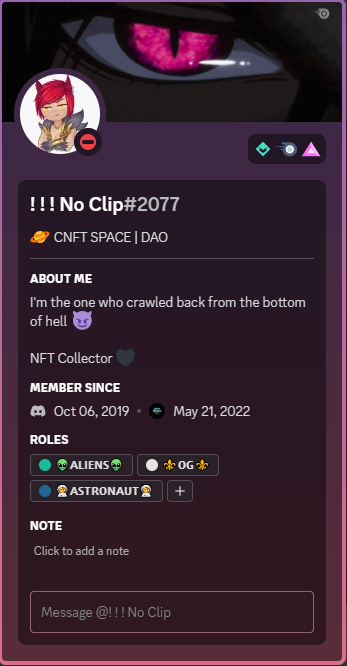 ! ! ! No Clip#2077
🪐 CNFT SPACE | DAO
ABOUT ME
I'm the one who crawled back from the bottom
of hell 😈
NFT Collector 🖤
MEMBER SINCE
Oct 06, 2019 • May 21, 2022
ROLES
👽ALIENS👽 ⚜️OG⚜️
🧑‍🚀ASTRONAUT🧑‍🚀 +
NOTE
Click to add a note
Message @! ! ! No Clip